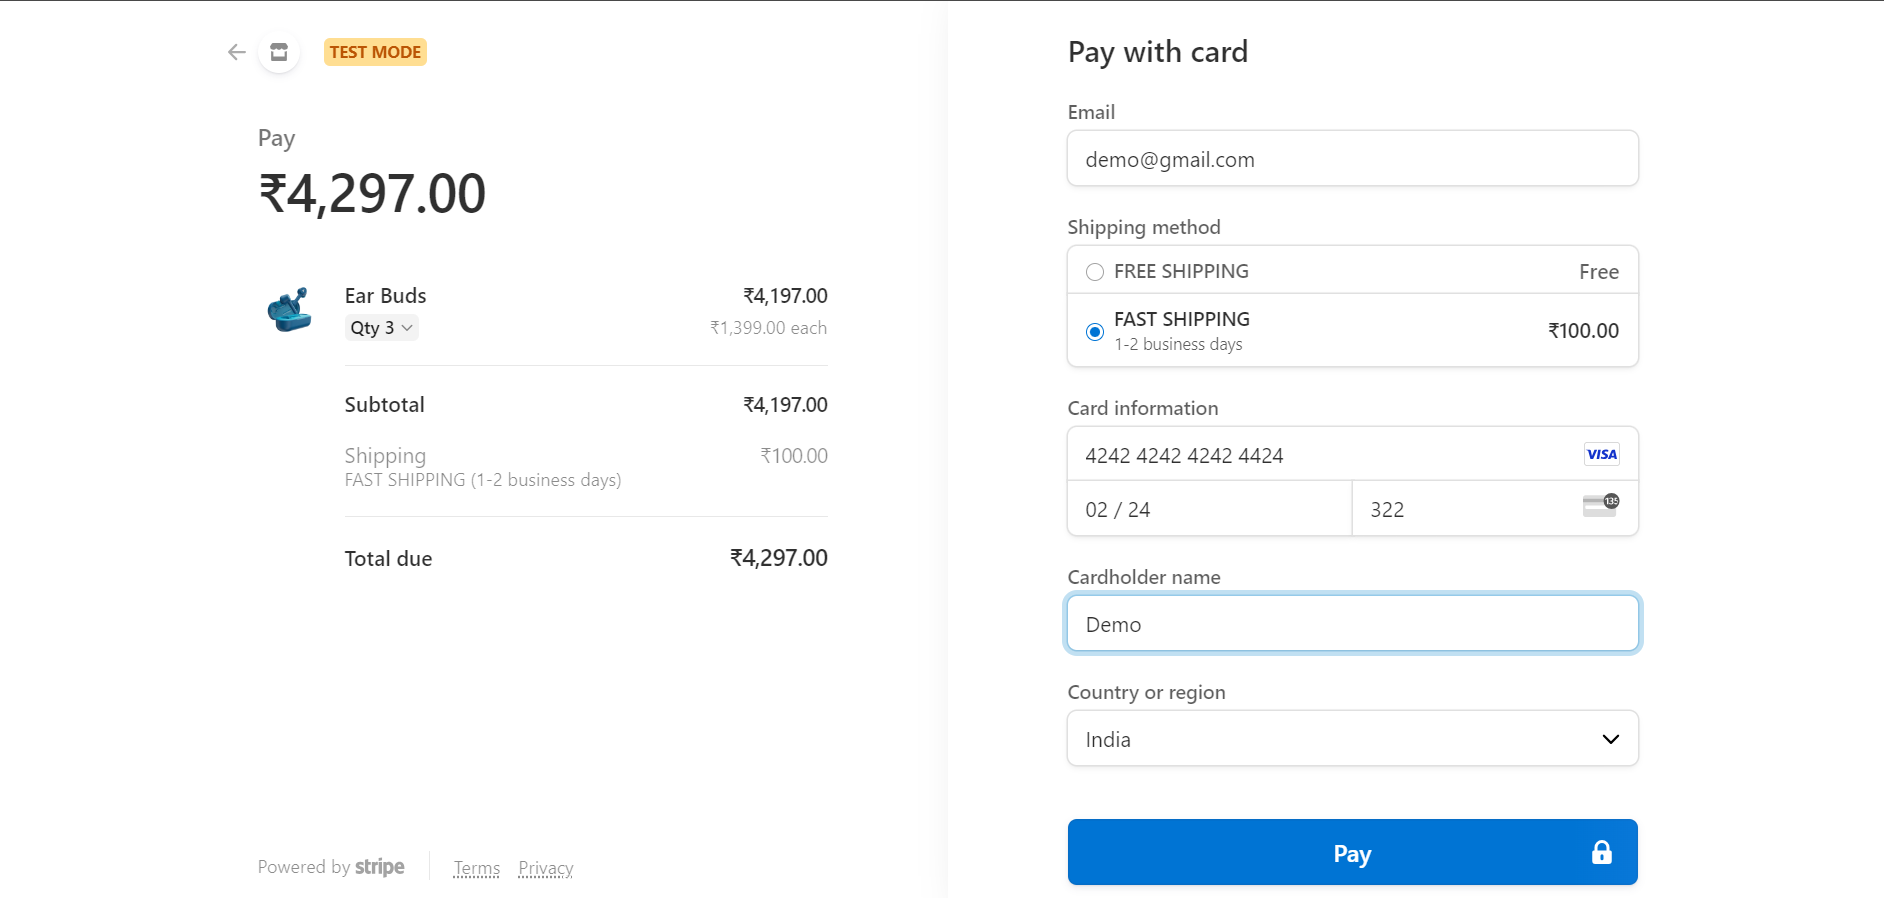 TEST MODE
Pay
₹4,297.00
Ear Buds ₹4,197.00
Qty 3 ₹1,399.00 each
Subtotal ₹4,197.00
Shipping ₹100.00
FAST SHIPPING (1-2 business days)
Total due ₹4,297.00
Powered by stripe Terms Privacy
Pay with card
Email
demo@gmail.com
Shipping method
FREE SHIPPING Free
FAST SHIPPING ₹100.00
1-2 business days
Card information
4242 4242 4242 4424 VISA
02 / 24 322 135
Cardholder name
Demo
Country or region
India
Pay